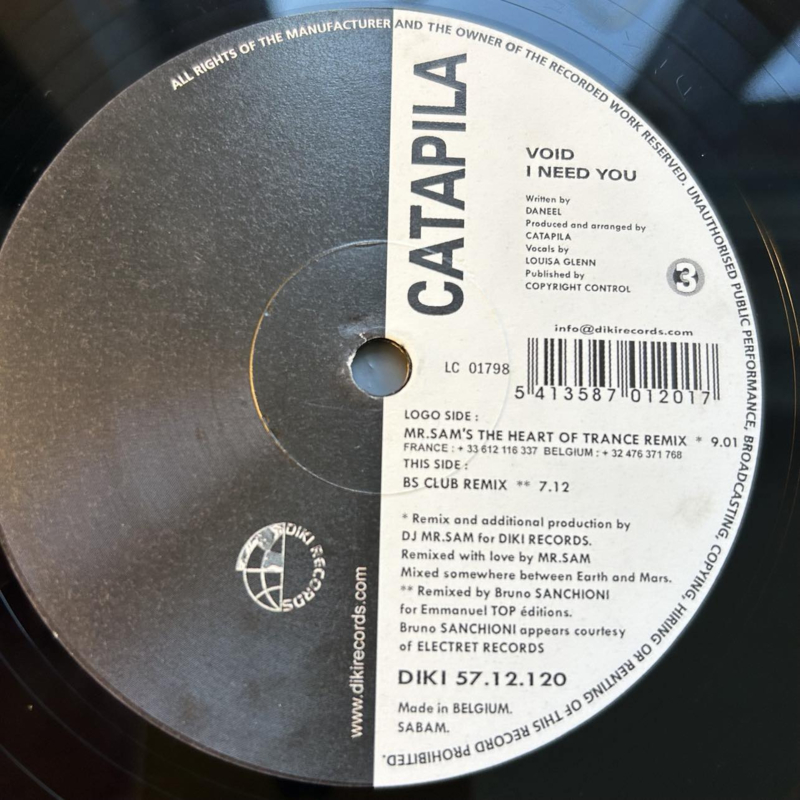 ALL RIGHTS OF THE MANUFACTURER AND THE OWNER OF THE RECORDED WORK RESERVED. UNAUTHORISED PUBLIC PERFORMANCE, BROADCASTING, COPYING, HIRING OR RENTING OF THIS RECORD PROHIBITED.
CATAPILA
VOID
I NEED YOU
Written by
DANEEL
Produced and arranged by
CATAPILA
Vocals by
LOUISA GLENN
Published by
COPYRIGHT CONTROL
3
info@dikirecords.com
LC 01798
5 413587 012017
LOGO SIDE :
MR.SAM'S THE HEART OF TRANCE REMIX * 9.01
FRANCE : + 33 612 116 337 BELGIUM : + 32 476 371 768
THIS SIDE :
BS CLUB REMIX ** 7.12
* Remix and additional production by
DJ MR.SAM for DIKI RECORDS.
Remixed with love by MR.SAM
Mixed somewhere between Earth and Mars.
** Remixed by Bruno SANCHIONI
for Emmanuel TOP éditions.
Bruno SANCHIONI appears courtesy
of ELECTRET RECORDS
DIKI 57.12.120
Made in BELGIUM.
SABAM.
DIKI RECORDS
www.dikirecords.com